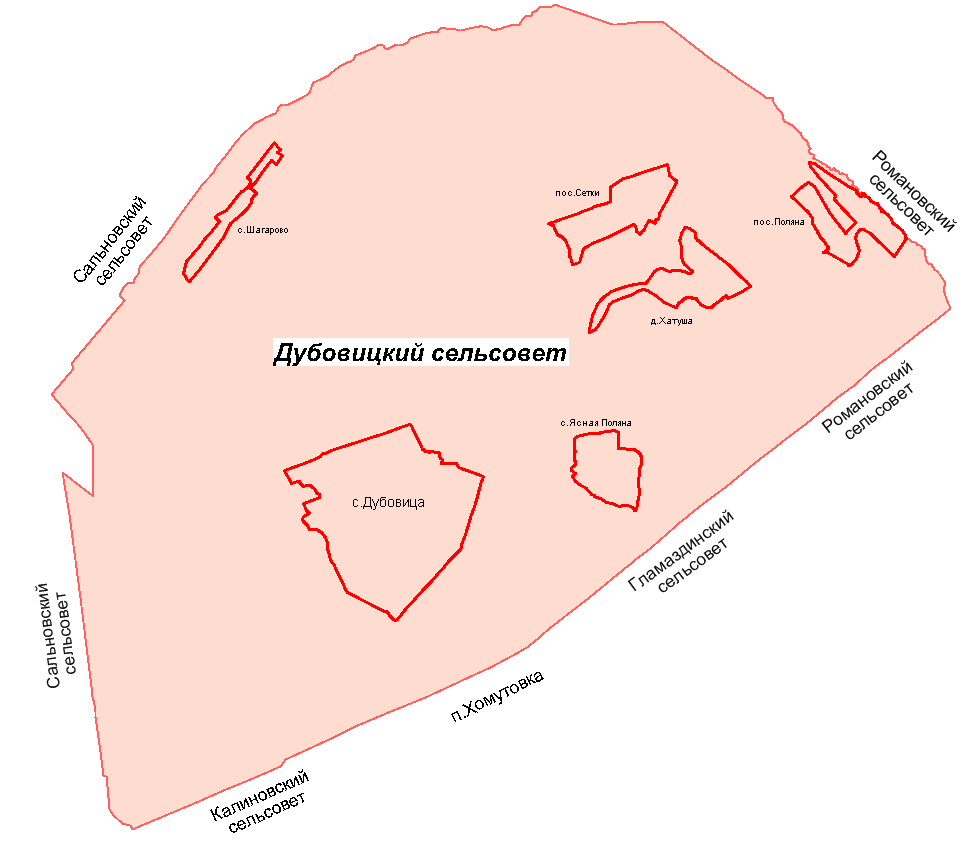 Романовский
сельсовет
пос.Сетки
Сальновский
сельсовет
с.Шагарово
пос.Поляна
д.Хатуша
Дубовицкий сельсовет
Романовский
сельсовет
с.Ясная Поляна
с.Дубовица
Гламаздинский
сельсовет
Сальновский
сельсовет
п.Хомутовка
Калиновский
сельсовет